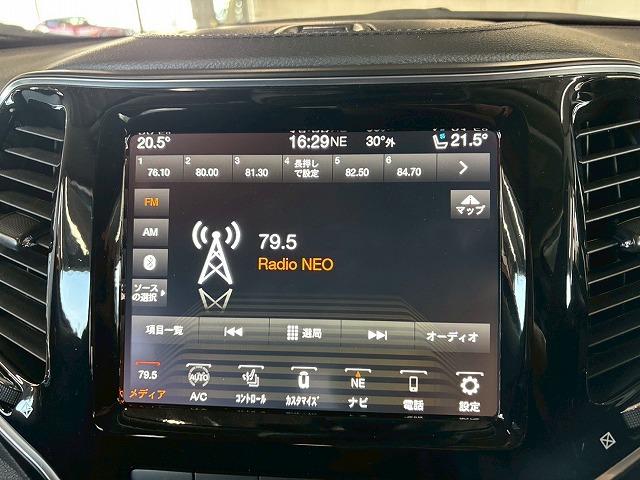 20.5° 16:29 NE 30°外 21.5°
1 76.10 2 80.00 3 81.30 4 長押しで設定 5 82.50 6 84.70
FM
マップ
AM
79.5
Radio NEO
ソースの選択
項目一覧 選局 オーディオ
79.5 AUTO NE
メディア A/C コントロール カスタマイズ ナビ 電話 設定